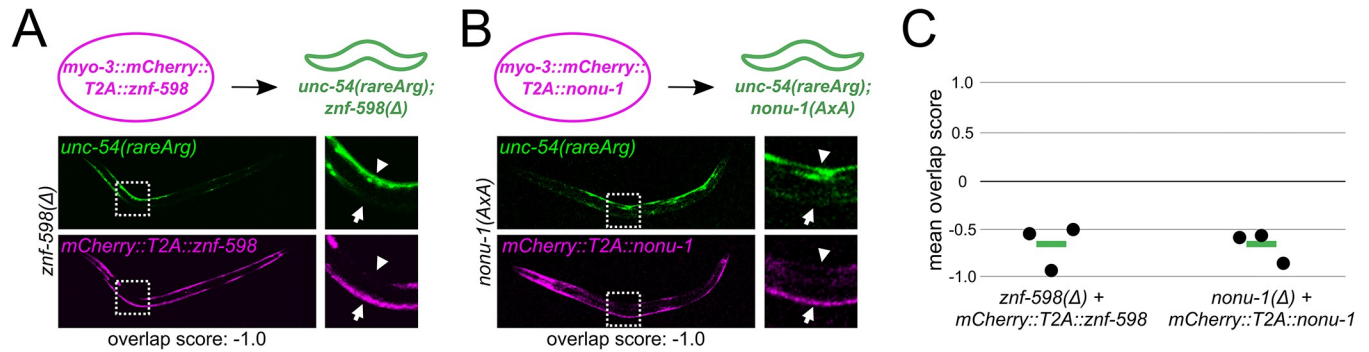 A
myo-3::mCherry::
T2A::znf-598
unc-54(rareArg);
znf-598(Δ)
znf-598(Δ)
unc-54(rareArg)
mCherry::T2A::znf-598
overlap score: -1.0
B
myo-3::mCherry::
T2A::nonu-1
unc-54(rareArg);
nonu-1(AxA)
nonu-1(AxA)
unc-54(rareArg)
mCherry::T2A::nonu-1
overlap score: -1.0
C
mean overlap score
1.0
0.5
0
-0.5
-1.0
znf-598(Δ) +
mCherry::T2A::znf-598
nonu-1(Δ) +
mCherry::T2A::nonu-1